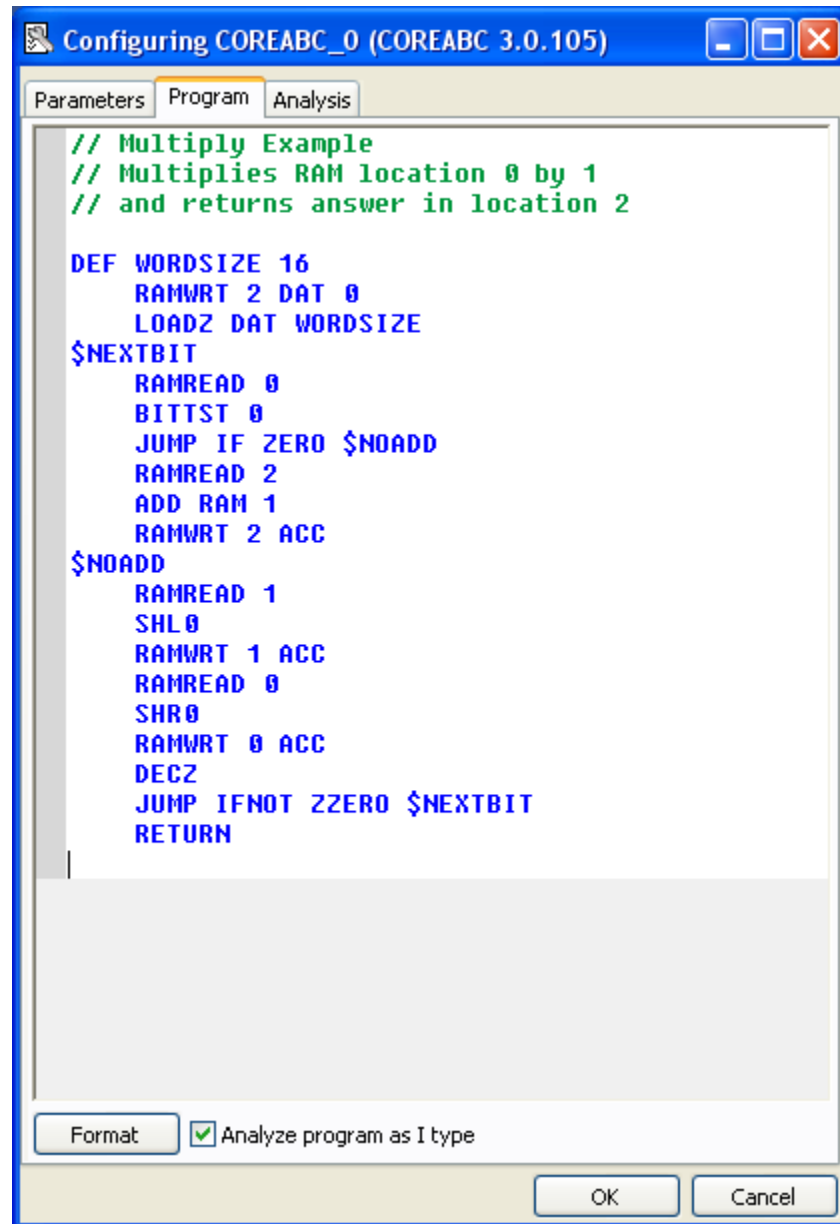 Configuring COREABC_0 (COREABC 3.0.105)
Parameters Program Analysis
// Multiply Example
// Multiplies RAM location 0 by 1
// and returns answer in location 2
DEF WORDSIZE 16
RAMWRT 2 DAT 0
LOADZ DAT WORDSIZE
$NEXTBIT
RAMREAD 0
BITTST 0
JUMP IF ZERO $NOADD
RAMREAD 2
ADD RAM 1
RAMWRT 2 ACC
$NOADD
RAMREAD 1
SHL0
RAMWRT 1 ACC
RAMREAD 0
SHR0
RAMWRT 0 ACC
DECZ
JUMP IFNOT ZZERO $NEXTBIT
RETURN
Format Analyze program as I type
OK Cancel